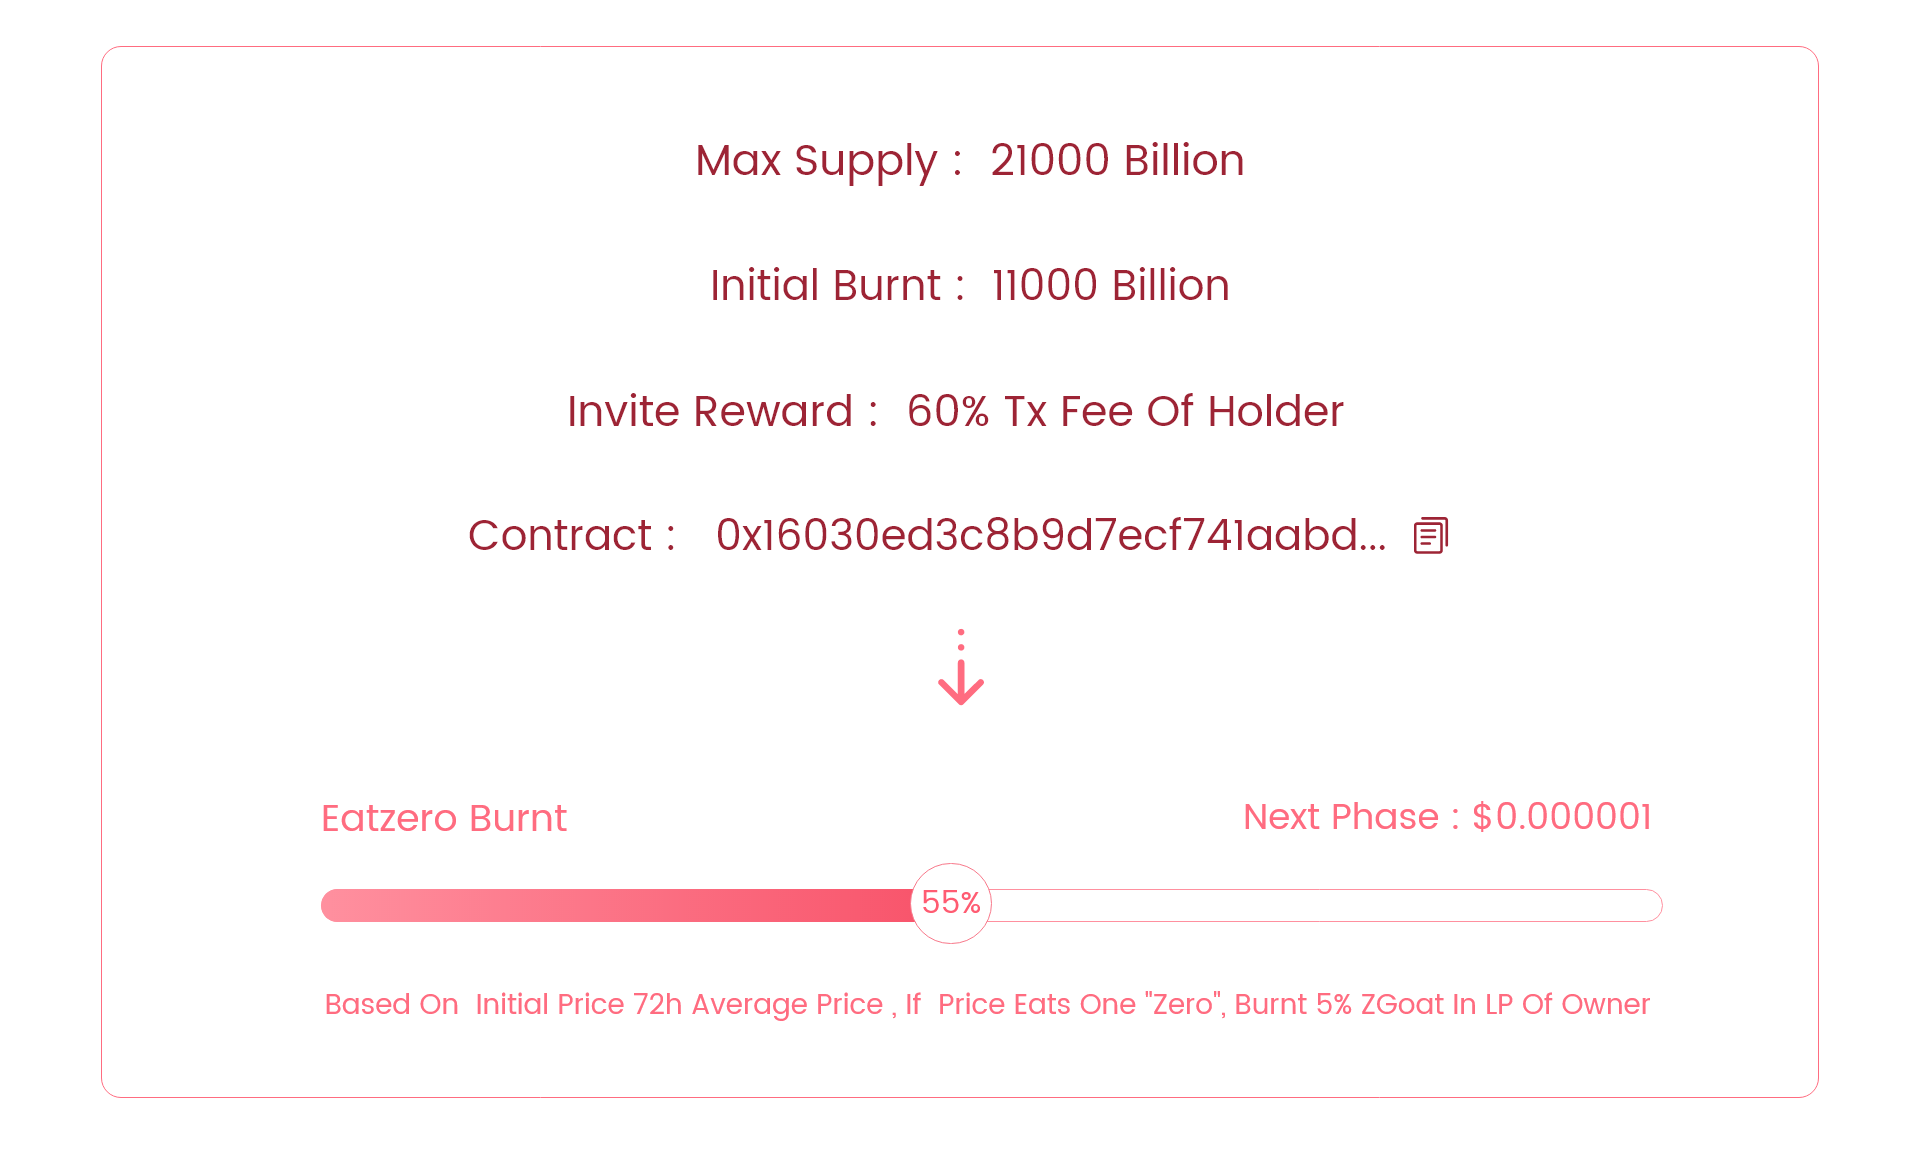 Max Supply : 21000 Billion
Initial Burnt : 11000 Billion
Invite Reward : 60% Tx Fee Of Holder
Contract : 0x16030ed3c8b9d7ecf741aabd...
Eatzero Burnt
Next Phase : $0.000001
55%
Based On Initial Price 72h Average Price , If Price Eats One "Zero", Burnt 5% ZGoat In LP Of Owner